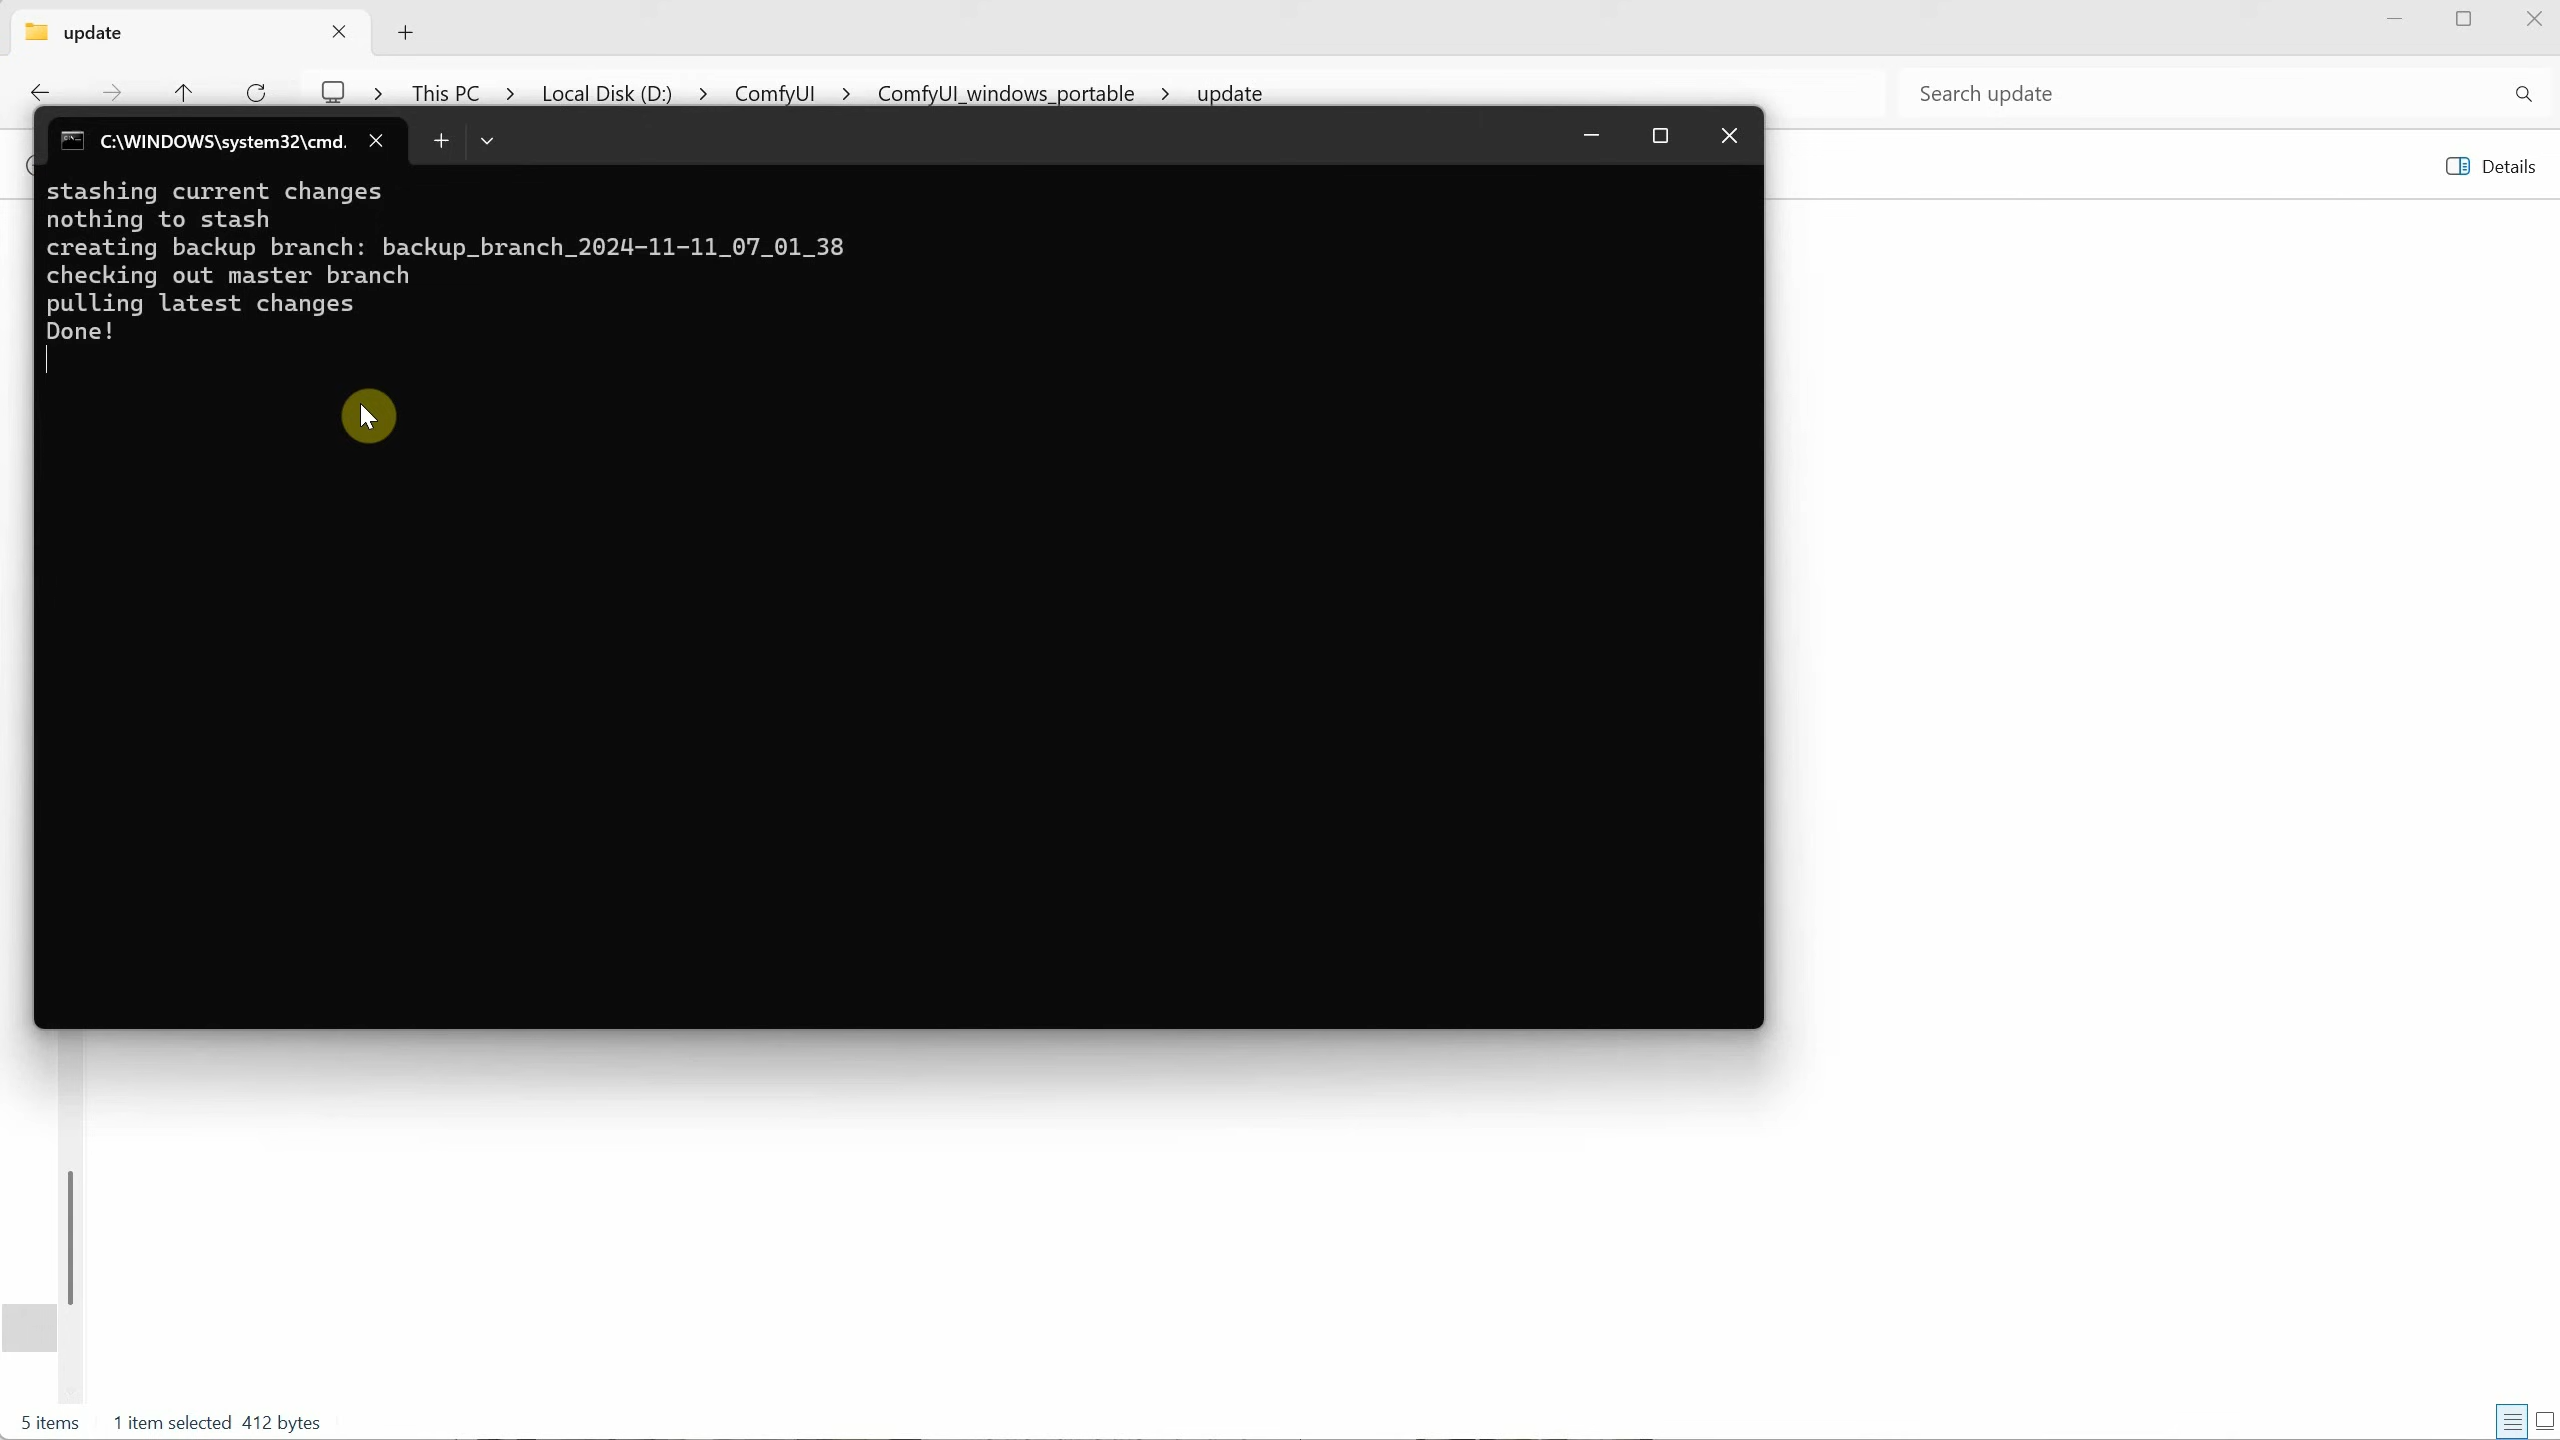 update
This PC > Local Disk (D:) > ComfyUI > ComfyUI_windows_portable > update
Search update
C:\WINDOWS\system32\cmd.
Details
stashing current changes
nothing to stash
creating backup branch: backup_branch_2024-11-11_07_01_38
checking out master branch
pulling latest changes
Done!
5 items 1 item selected 412 bytes